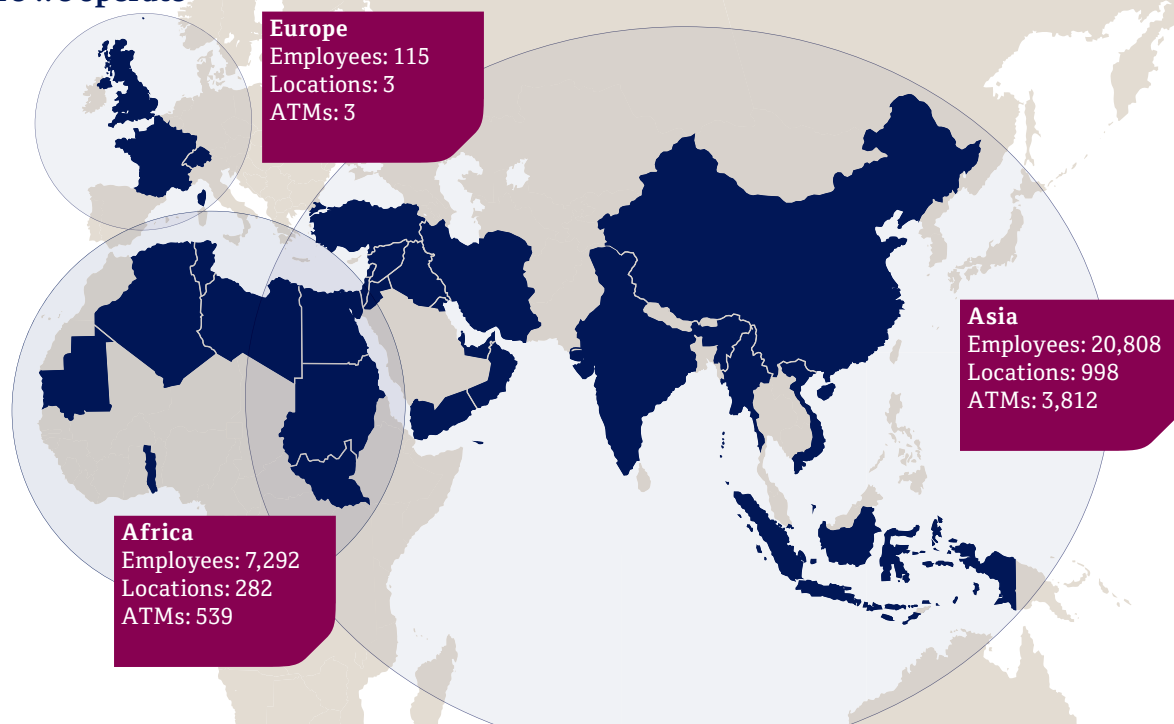 operate
Europe
Employees: 115
Locations: 3
ATMs: 3
Asia
Employees: 20,808
Locations: 998
ATMs: 3,812
Africa
Employees: 7,292
Locations: 282
ATMs: 539